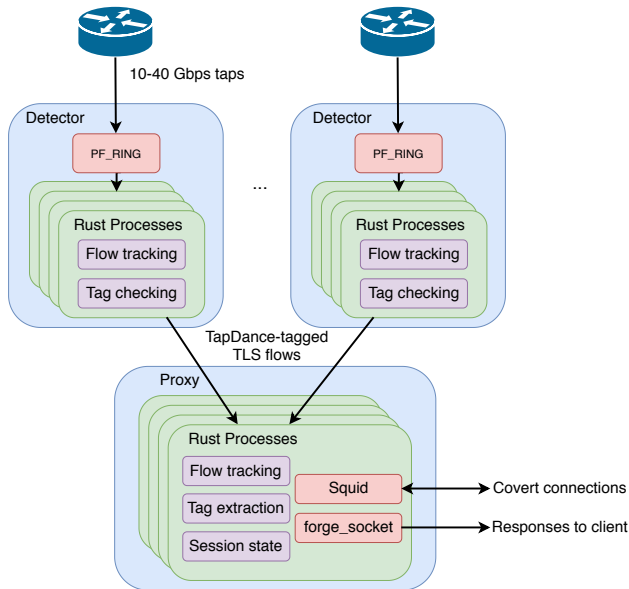 10-40 Gbps taps
Detector
Detector
PF_RING
PF_RING
...
Rust Processes
Rust Processes
Flow tracking
Flow tracking
Tag checking
Tag checking
TapDance-tagged
TLS flows
Proxy
Rust Processes
Flow tracking
Squid
Covert connections
Tag extraction
forge_socket
Responses to client
Session state